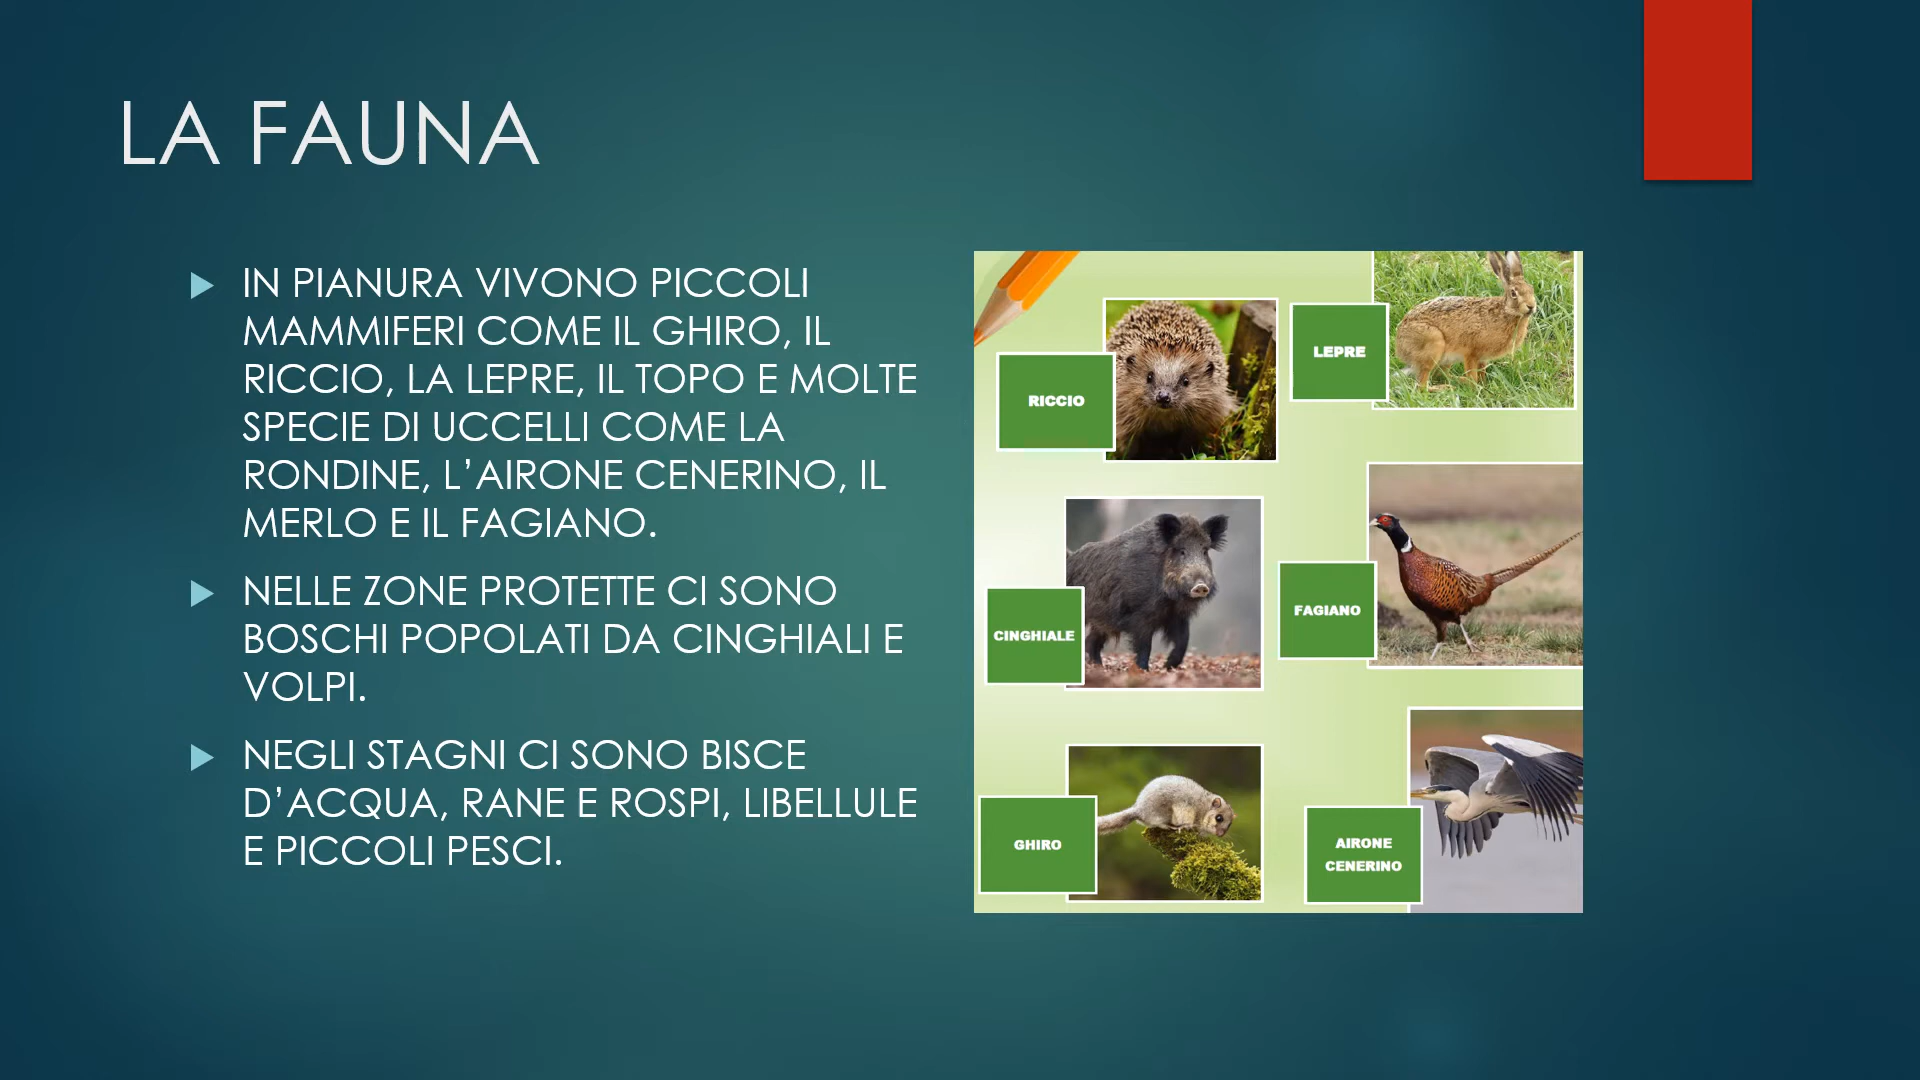 LA FAUNA
IN PIANURA VIVONO PICCOLI
MAMMIFERI COME IL GHIRO, IL
RICCIO, LA LEPRE, IL TOPO E MOLTE
SPECIE DI UCCELLI COME LA
RONDINE, L’AIRONE CENERINO, IL
MERLO E IL FAGIANO.
NELLE ZONE PROTETTE CI SONO
BOSCHI POPOLATI DA CINGHIALI E
VOLPI.
NEGLI STAGNI CI SONO BISCE
D’ACQUA, RANE E ROSPI, LIBELLULE
E PICCOLI PESCI.
RICCIO
LEPRE
CINGHIALE
FAGIANO
GHIRO
AIRONE
CENERINO